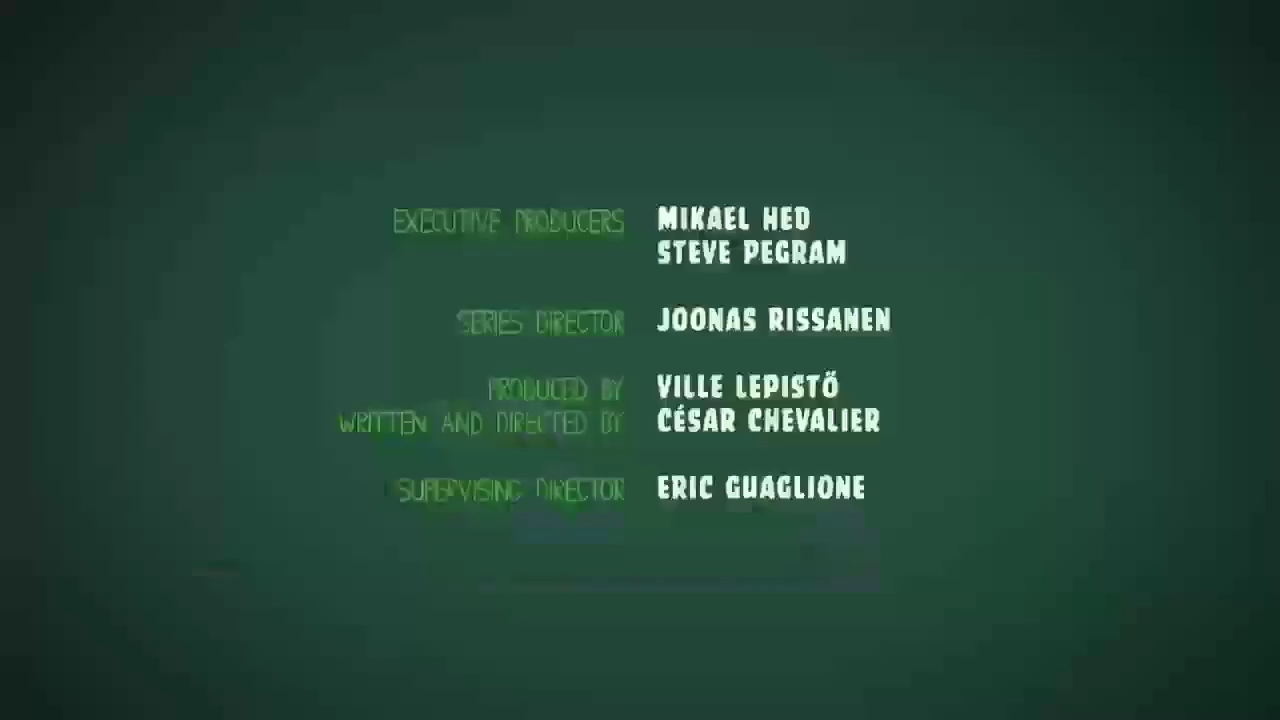 EXECUTIVE PRODUCERS MIKAEL HED
STEVE PEGRAM
SERIES DIRECTOR JOONAS RISSANEN
PRODUCED BY VILLE LEPISTÖ
WRITTEN AND DIRECTED BY CÉSAR CHEVALIER
SUPERVISING DIRECTOR ERIC GUAGLIONE